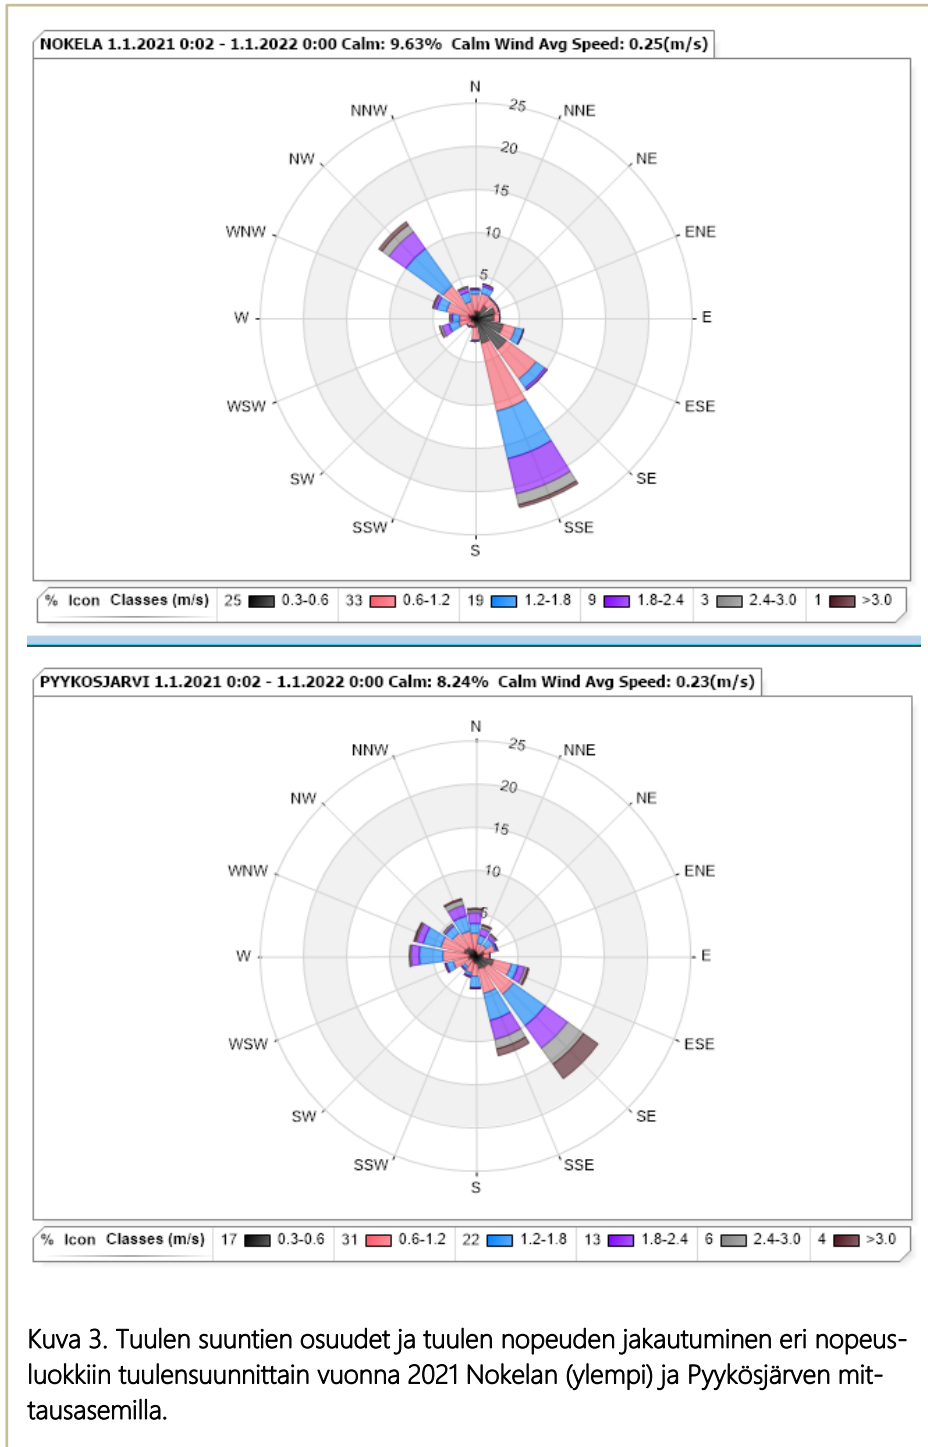 NOKELA 1.1.2021 0:02 - 1.1.2022 0:00 Calm: 9.63% Calm Wind Avg Speed: 0.25(m/s)
N
NNW
25
NNE
NW
20
NE
15
WNW
10
ENE
5
W
E
WSW
ESE
SW
SE
SSW
SSE
S
% Icon Classes (m/s) 25 0.3-0.6 33 0.6-1.2 19 1.2-1.8 9 1.8-2.4 3 2.4-3.0 1 >3.0
PYYKOSJARVI 1.1.2021 0:02 - 1.1.2022 0:00 Calm: 8.24% Calm Wind Avg Speed: 0.23(m/s)
N
NNW
25
NNE
NW
20
NE
15
WNW
10
ENE
5
W
E
WSW
ESE
SW
SE
SSW
SSE
S
% Icon Classes (m/s) 17 0.3-0.6 31 0.6-1.2 22 1.2-1.8 13 1.8-2.4 6 2.4-3.0 4 >3.0
Kuva 3. Tuulen suuntien osuudet ja tuulen nopeuden jakautuminen eri nopeus-
luokkiin tuulensuunnittain vuonna 2021 Nokelan (ylempi) ja Pyykösjärven mit-
tausasemilla.